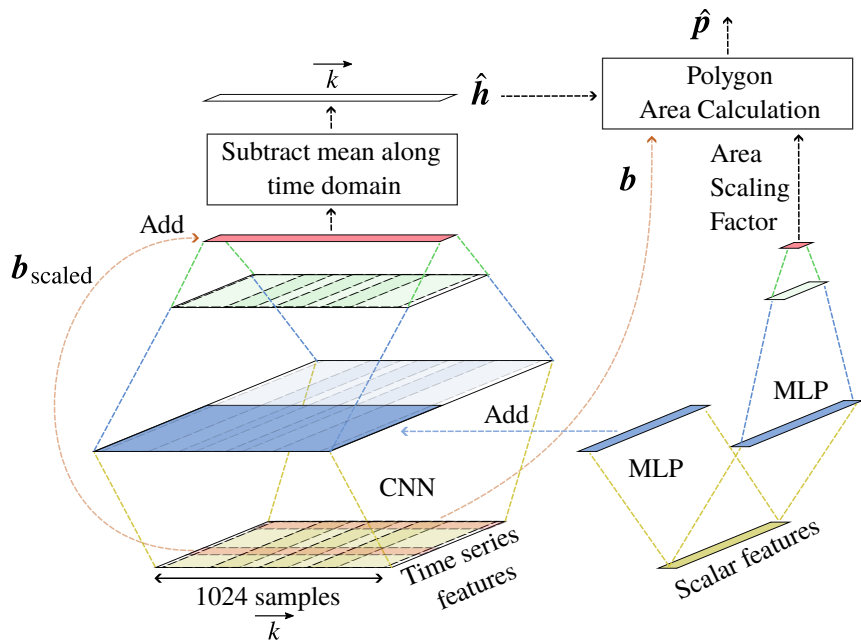 p̂
k
ĥ
Polygon
Area Calculation
Subtract mean along
time domain
b
Area
Scaling
Factor
Add
b scaled
MLP
Add
MLP
CNN
Time series
features
Scalar features
1024 samples
k